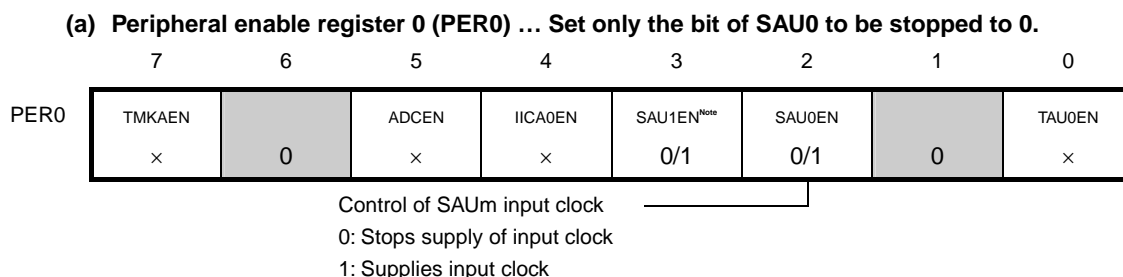 (a) Peripheral enable register 0 (PER0) … Set only the bit of SAU0 to be stopped to 0.
7 6 5 4 3 2 1 0
PER0 TMKAEN ADCEN IICA0EN SAU1EN^Note SAU0EN TAU0EN
× 0 × × 0/1 0/1 0 ×
Control of SAUm input clock
0: Stops supply of input clock
1: Supplies input clock